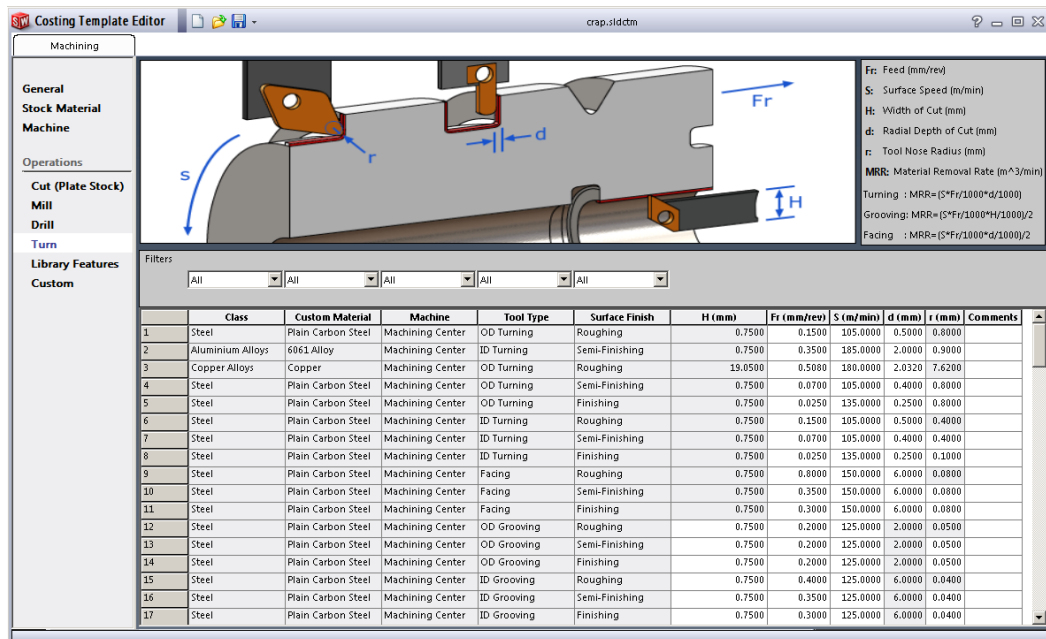 SW Costing Template Editor crap.sldctm
Machining
General
Stock Material
Machine
Operations
Cut (Plate Stock)
Mill
Drill
Turn
Library Features
Custom
S
r
d
Fr
H
Fr: Feed (mm/rev)
S: Surface Speed (m/min)
H: Width of Cut (mm)
d: Radial Depth of Cut (mm)
r: Tool Nose Radius (mm)
MRR: Material Removal Rate (m^3/min)
Turning : MRR=(S*Fr/1000*d/1000)
Grooving: MRR=(S*Fr/1000*H/1000)/2
Facing : MRR=(S*Fr/1000*d/1000)/2
Filters
All All All All All
Class Custom Material Machine Tool Type Surface Finish H (mm) Fr (mm/rev) S (m/min) d (mm) r (mm) Comments
1 Steel Plain Carbon Steel Machining Center OD Turning Roughing 0.7500 0.1500 105.0000 0.5000 0.8000
2 Aluminium Alloys 6061 Alloy Machining Center ID Turning Semi-Finishing 0.7500 0.3500 185.0000 2.0000 0.9000
3 Copper Alloys Copper Machining Center OD Turning Roughing 19.0500 0.5080 180.0000 2.0320 7.6200
4 Steel Plain Carbon Steel Machining Center OD Turning Semi-Finishing 0.7500 0.0700 105.0000 0.4000 0.8000
5 Steel Plain Carbon Steel Machining Center OD Turning Finishing 0.7500 0.0250 135.0000 0.2500 0.8000
6 Steel Plain Carbon Steel Machining Center ID Turning Roughing 0.7500 0.1500 105.0000 0.5000 0.4000
7 Steel Plain Carbon Steel Machining Center ID Turning Semi-Finishing 0.7500 0.0700 105.0000 0.4000 0.4000
8 Steel Plain Carbon Steel Machining Center ID Turning Finishing 0.7500 0.0250 135.0000 0.2500 0.1000
9 Steel Plain Carbon Steel Machining Center Facing Roughing 0.7500 0.8000 150.0000 6.0000 0.0800
10 Steel Plain Carbon Steel Machining Center Facing Semi-Finishing 0.7500 0.3500 150.0000 6.0000 0.0800
11 Steel Plain Carbon Steel Machining Center Facing Finishing 0.7500 0.3000 150.0000 6.0000 0.0800
12 Steel Plain Carbon Steel Machining Center OD Grooving Roughing 0.7500 0.2000 125.0000 2.0000 0.0500
13 Steel Plain Carbon Steel Machining Center OD Grooving Semi-Finishing 0.7500 0.2000 125.0000 2.0000 0.0500
14 Steel Plain Carbon Steel Machining Center OD Grooving Finishing 0.7500 0.2000 125.0000 2.0000 0.0500
15 Steel Plain Carbon Steel Machining Center ID Grooving Roughing 0.7500 0.4000 125.0000 6.0000 0.0400
16 Steel Plain Carbon Steel Machining Center ID Grooving Semi-Finishing 0.7500 0.3500 125.0000 6.0000 0.0400
17 Steel Plain Carbon Steel Machining Center ID Grooving Finishing 0.7500 0.3000 125.0000 6.0000 0.0400